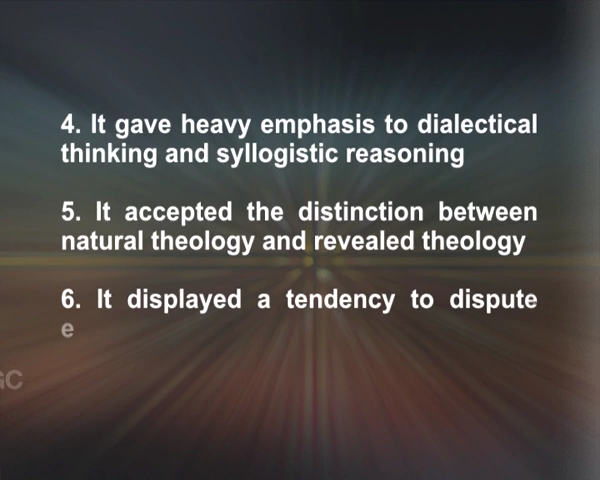 4. It gave heavy emphasis to dialectical
thinking and syllogistic reasoning
5. It accepted the distinction between
natural theology and revealed theology
6. It displayed a tendency to dispute
e
GC